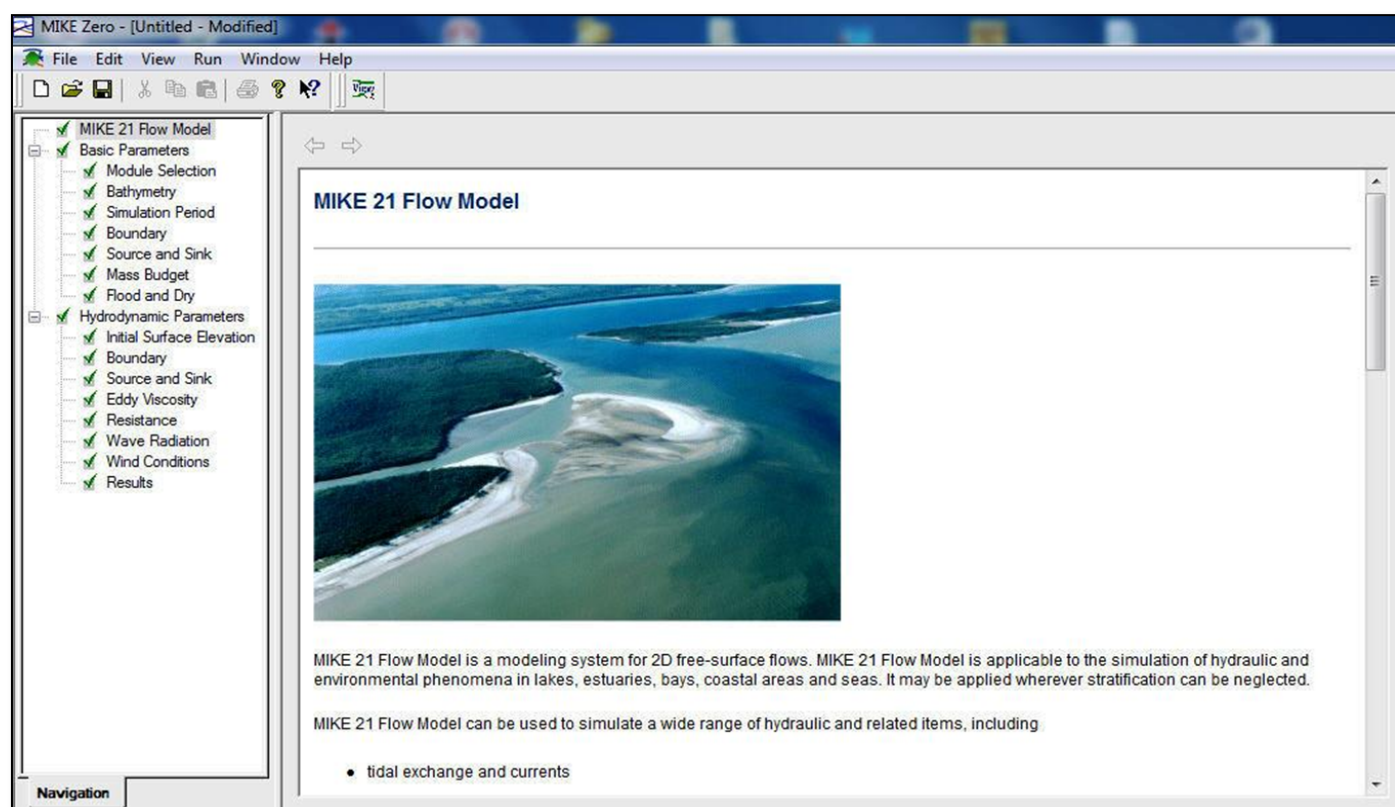 MIKE Zero - [Untitled - Modified]
File Edit View Run Window Help
View
MIKE 21 Flow Model
Basic Parameters
Module Selection
Bathymetry
Simulation Period
Boundary
Source and Sink
Mass Budget
Flood and Dry
Hydrodynamic Parameters
Initial Surface Elevation
Boundary
Source and Sink
Eddy Viscosity
Resistance
Wave Radiation
Wind Conditions
Results
Navigation
MIKE 21 Flow Model
MIKE 21 Flow Model is a modeling system for 2D free-surface flows. MIKE 21 Flow Model is applicable to the simulation of hydraulic and
environmental phenomena in lakes, estuaries, bays, coastal areas and seas. It may be applied wherever stratification can be neglected.
MIKE 21 Flow Model can be used to simulate a wide range of hydraulic and related items, including
• tidal exchange and currents